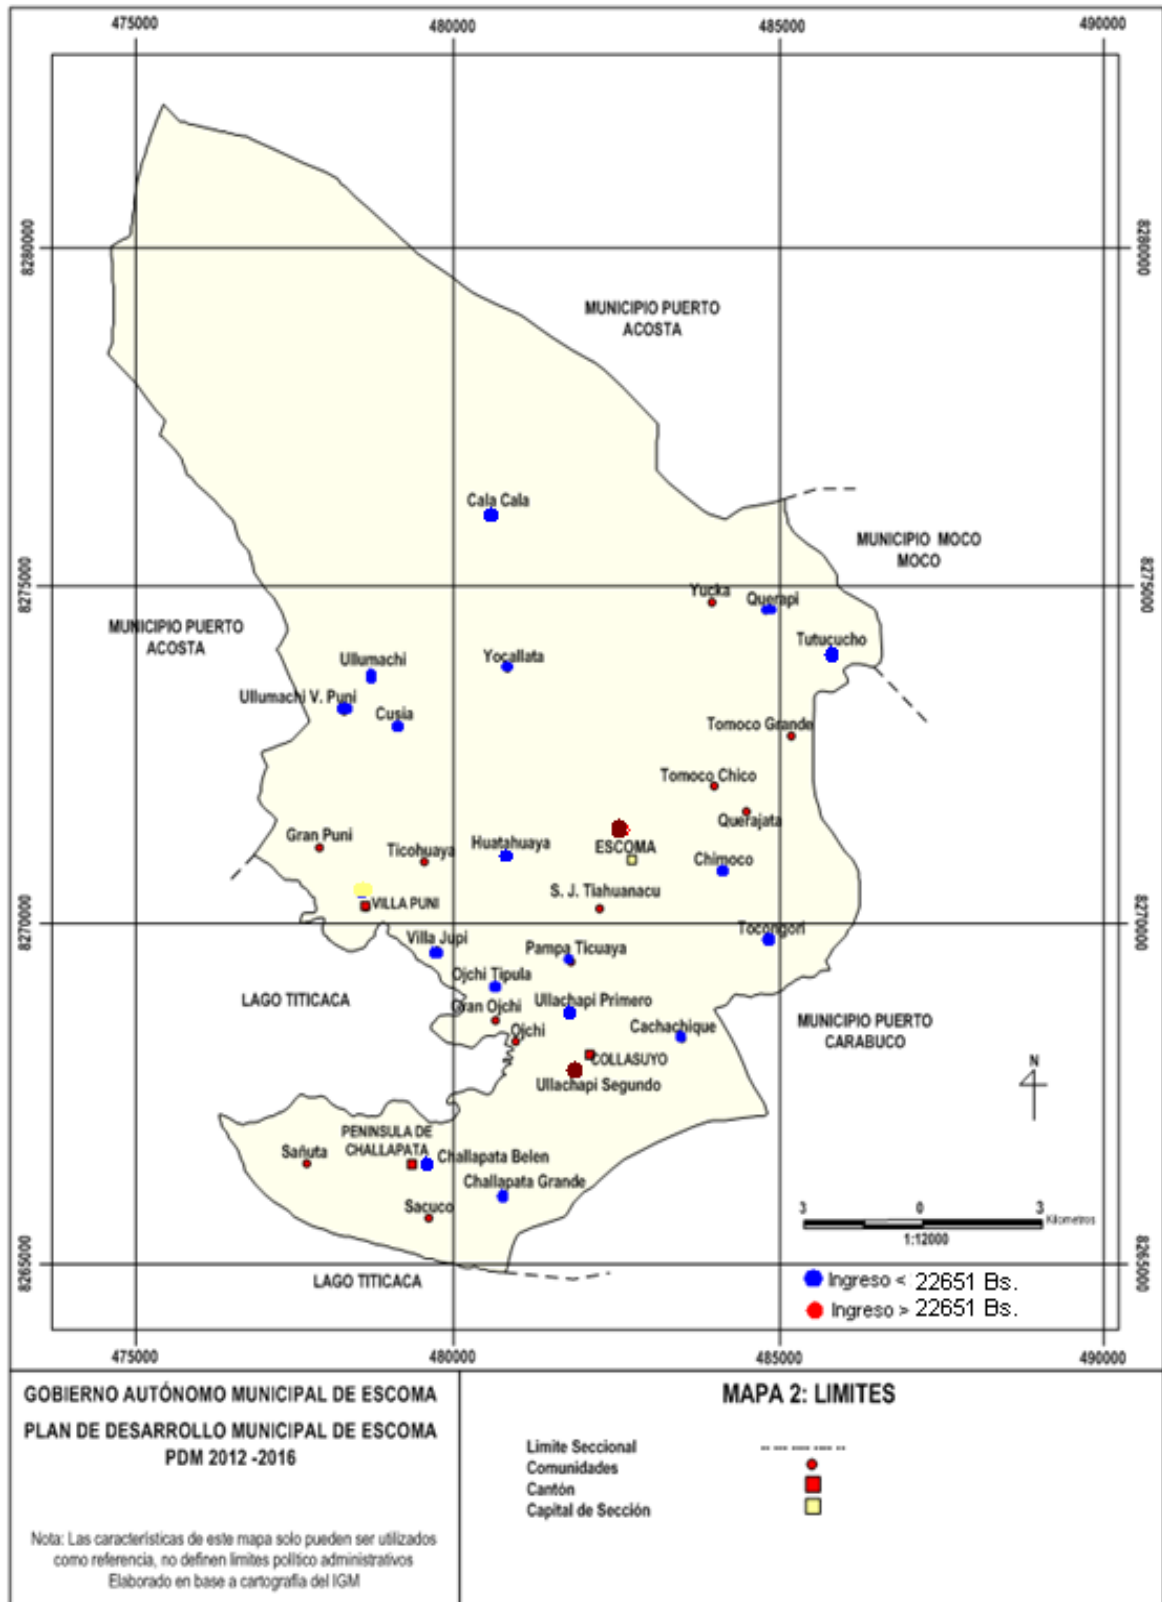 475000
480000
485000
490000
8280000
8280000
MUNICIPIO PUERTO
ACOSTA
Cala Cala
MUNICIPIO MOCO
MOCO
8275000
8275000
Yucka
Querapi
MUNICIPIO PUERTO
ACOSTA
Tutucucho
Ullumachi
Yocallata
Ullumachi V. Puni
Cusia
Tomoco Grande
Tomoco Chico
Querajata
Gran Puni
Ticohuaya
Huatahuaya
ESCOMA
Chimoco
S. J. Tiahuanacu
VILLA PUNI
8270000
8270000
Villa Jupi
Tocongori
Pampa Ticuaya
Ojchi Tipula
LAGO TITICACA
Gran Ojchi
Ullachapi Primero
Ojchi
Cachachique
MUNICIPIO PUERTO
CARABUCO
COLLASUYO
Ullachapi Segundo
N
PENINSULA DE
CHALLAPATA
Sañuta
Challapata Belen
Challapata Grande
Sacuco
3 0 3
Kilometros
1:12000
8265000
8265000
LAGO TITICACA
Ingreso < 22651 Bs.
Ingreso > 22651 Bs.
475000
480000
485000
490000
GOBIERNO AUTÓNOMO MUNICIPAL DE ESCOMA
PLAN DE DESARROLLO MUNICIPAL DE ESCOMA
PDM 2012 -2016
Nota: Las características de este mapa solo pueden ser utilizados
como referencia, no definen limites político administrativos
Elaborado en base a cartografia del IGM
MAPA 2: LIMITES
Limite Seccional
Comunidades
Cantón
Capital de Sección